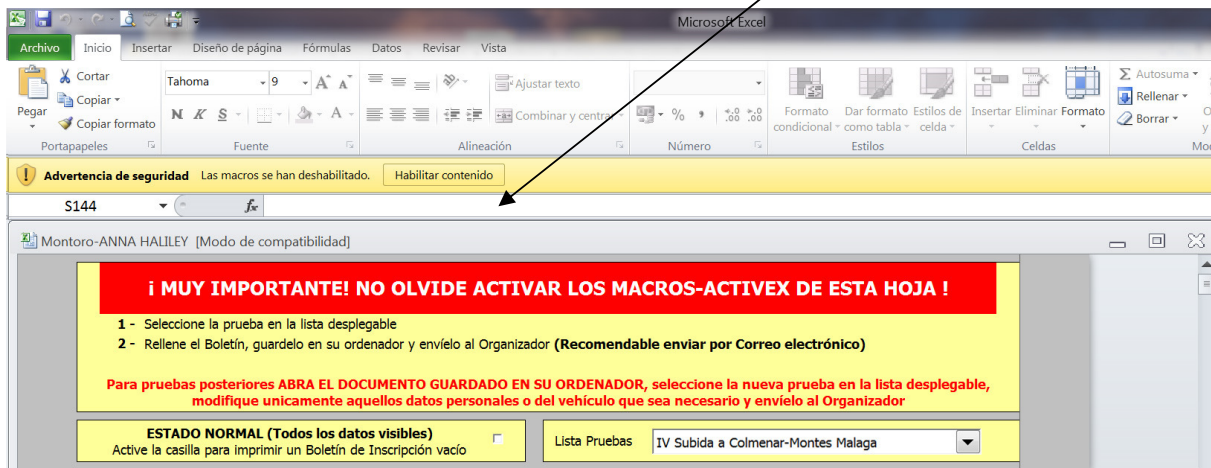 Microsoft Excel
Archivo Inicio Insertar Diseño de página Fórmulas Datos Revisar Vista
Pegar
Cortar
Copiar
Copiar formato
Portapapeles
Tahoma 9 A A
N K S A
Fuente
Ajustar texto
Combinar y centrar
Alineación
% 000
Número
Formato condicional
Dar formato como tabla
Estilos de celda
Estilos
Insertar Eliminar Formato
Celdas
Σ Autosuma
Rellenar
Borrar
Advertencia de seguridad Las macros se han deshabilitado. Habilitar contenido
S144 fx
Montoro-ANNA HALILEY [Modo de compatibilidad]
¡ MUY IMPORTANTE! NO OLVIDE ACTIVAR LOS MACROS-ACTIVEX DE ESTA HOJA !
1 - Seleccione la prueba en la lista desplegable
2 - Rellene el Boletín, guardelo en su ordenador y envíelo al Organizador (Recomendable enviar por Correo electrónico)
Para pruebas posteriores ABRA EL DOCUMENTO GUARDADO EN SU ORDENADOR, seleccione la nueva prueba en la lista desplegable,
modifique unicamente aquellos datos personales o del vehículo que sea necesario y envíelo al Organizador
ESTADO NORMAL (Todos los datos visibles)
Active la casilla para imprimir un Boletín de Inscripción vacío
Lista Pruebas IV Subida a Colmenar-Montes Malaga